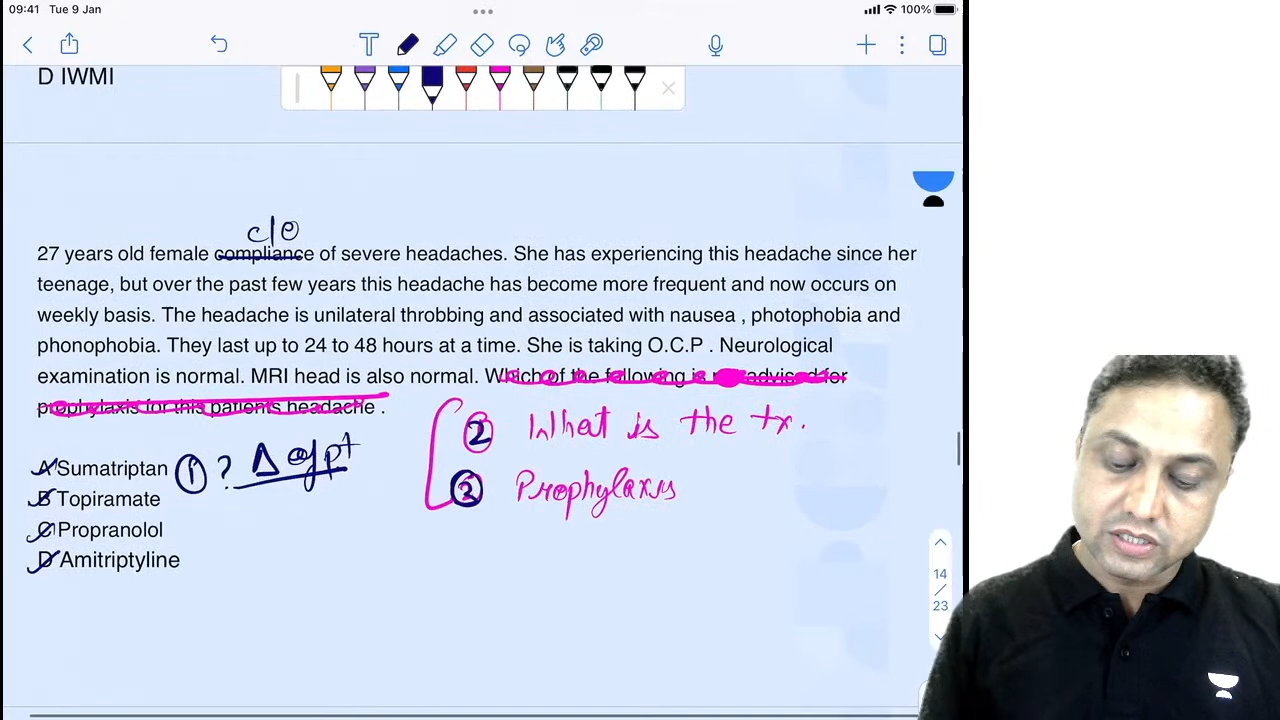 09:41 Tue 9 Jan
100%
D IWMI
c/o
27 years old female compliance of severe headaches. She has experiencing this headache since her
teenage, but over the past few years this headache has become more frequent and now occurs on
weekly basis. The headache is unilateral throbbing and associated with nausea , photophobia and
phonophobia. They last up to 24 to 48 hours at a time. She is taking O.C.P . Neurological
examination is normal. MRI head is also normal. Which of the following is advised for
prophylaxis for this patients headache .
2 What is the tx.
A Sumatriptan 1 ? Δ of pt
3 Prophylaxis
B Topiramate
C Propranolol
D Amitriptyline
14
/
23